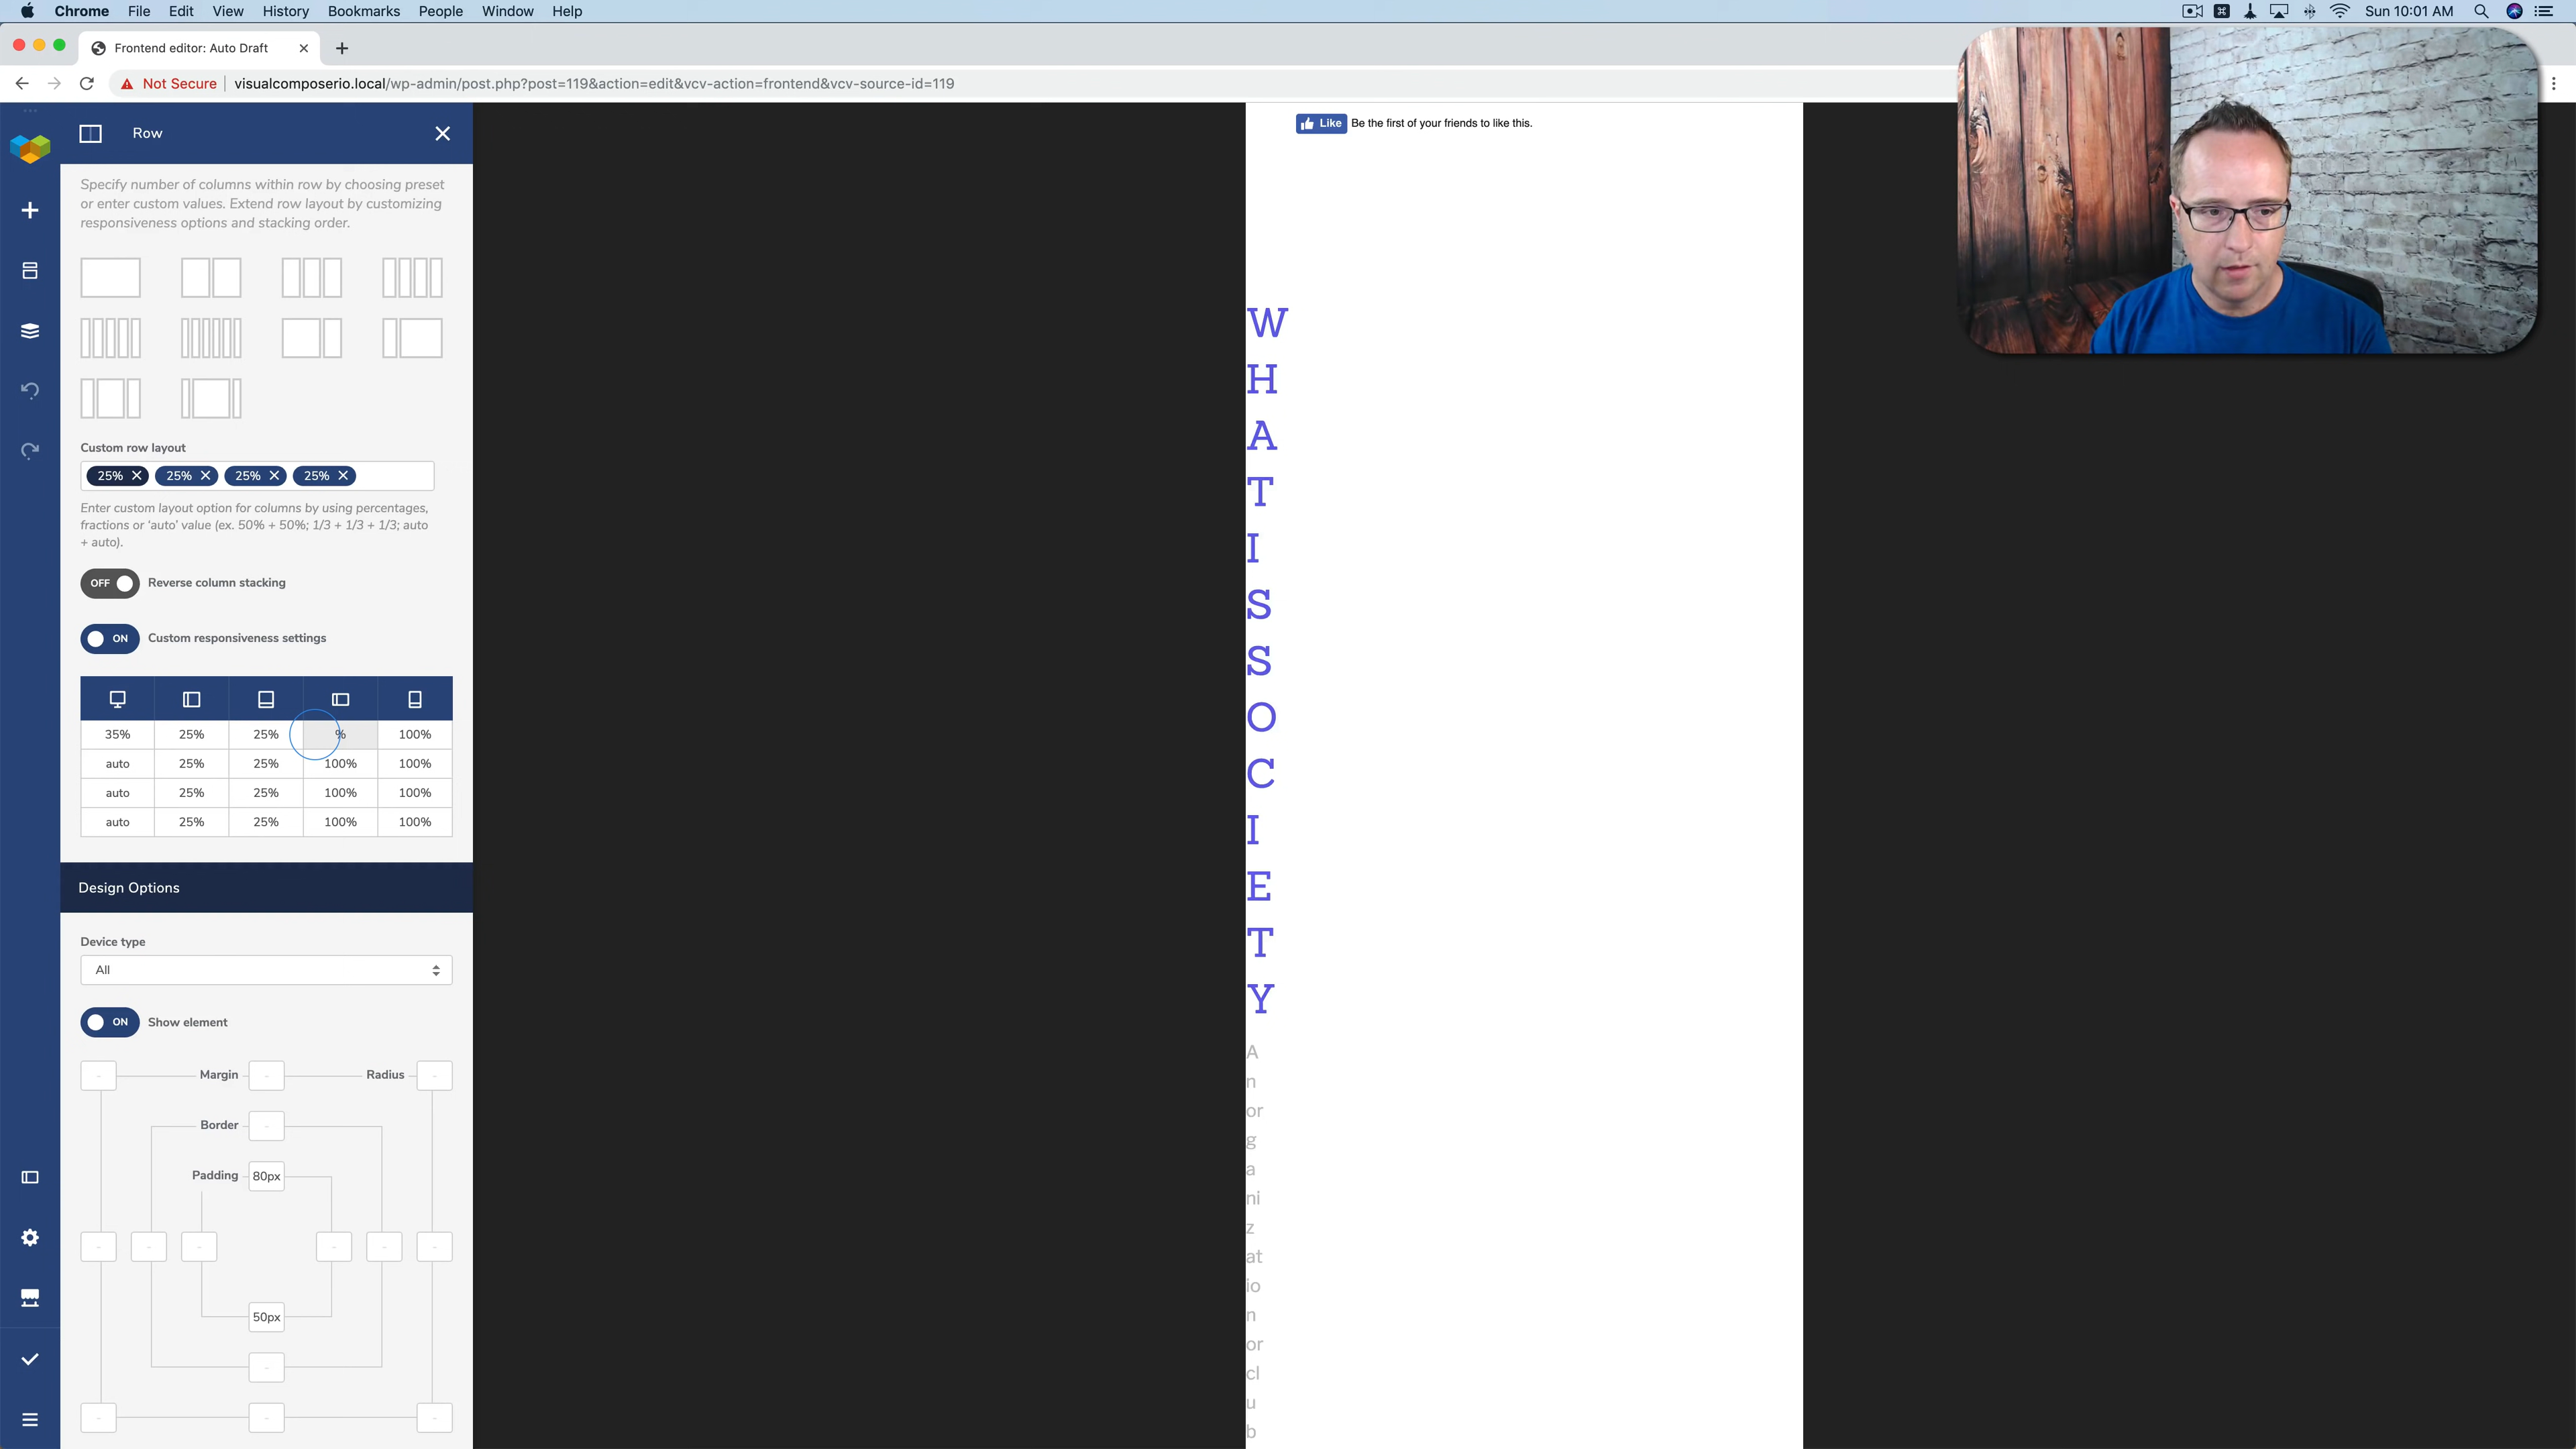 Chrome File Edit View History Bookmarks People Window Help Sun 10:01 AM
Frontend editor: Auto Draft
Not Secure visualcomposerio.local/wp-admin/post.php?post=119&action=edit&vcv-action=frontend&vcv-source-id=119
Row
Specify number of columns within row by choosing preset
or enter custom values. Extend row layout by customizing
responsiveness options and stacking order.
Custom row layout
25% 25% 25% 25%
Enter custom layout option for columns by using percentages,
fractions or ‘auto’ value (ex. 50% + 50%; 1/3 + 1/3 + 1/3; auto
+ auto).
OFF Reverse column stacking
ON Custom responsiveness settings
35% 25% 25% % 100%
auto 25% 25% 100% 100%
auto 25% 25% 100% 100%
auto 25% 25% 100% 100%
Design Options
Device type
All
ON Show element
Margin - Radius
Border
Padding 80px
50px
Like Be the first of your friends to like this.
W
H
A
T
I
S
S
O
C
I
E
T
Y
A
n
or
g
a
ni
z
at
io
n
or
cl
u
b